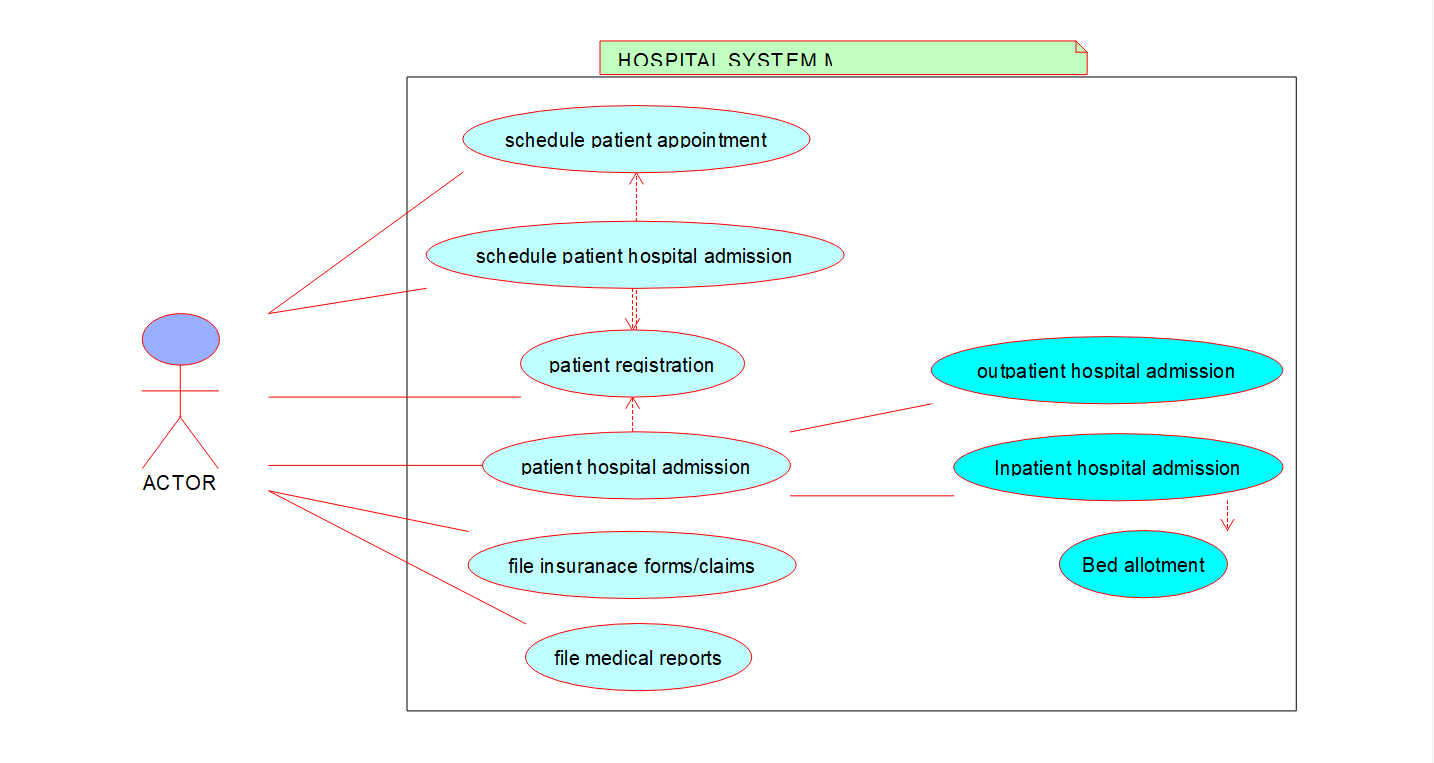 HOSPITAL SYSTEM M
schedule patient appointment
schedule patient hospital admission
patient registration
outpatient hospital admission
patient hospital admission
Inpatient hospital admission
ACTOR
file insuranace forms/claims
Bed allotment
file medical reports